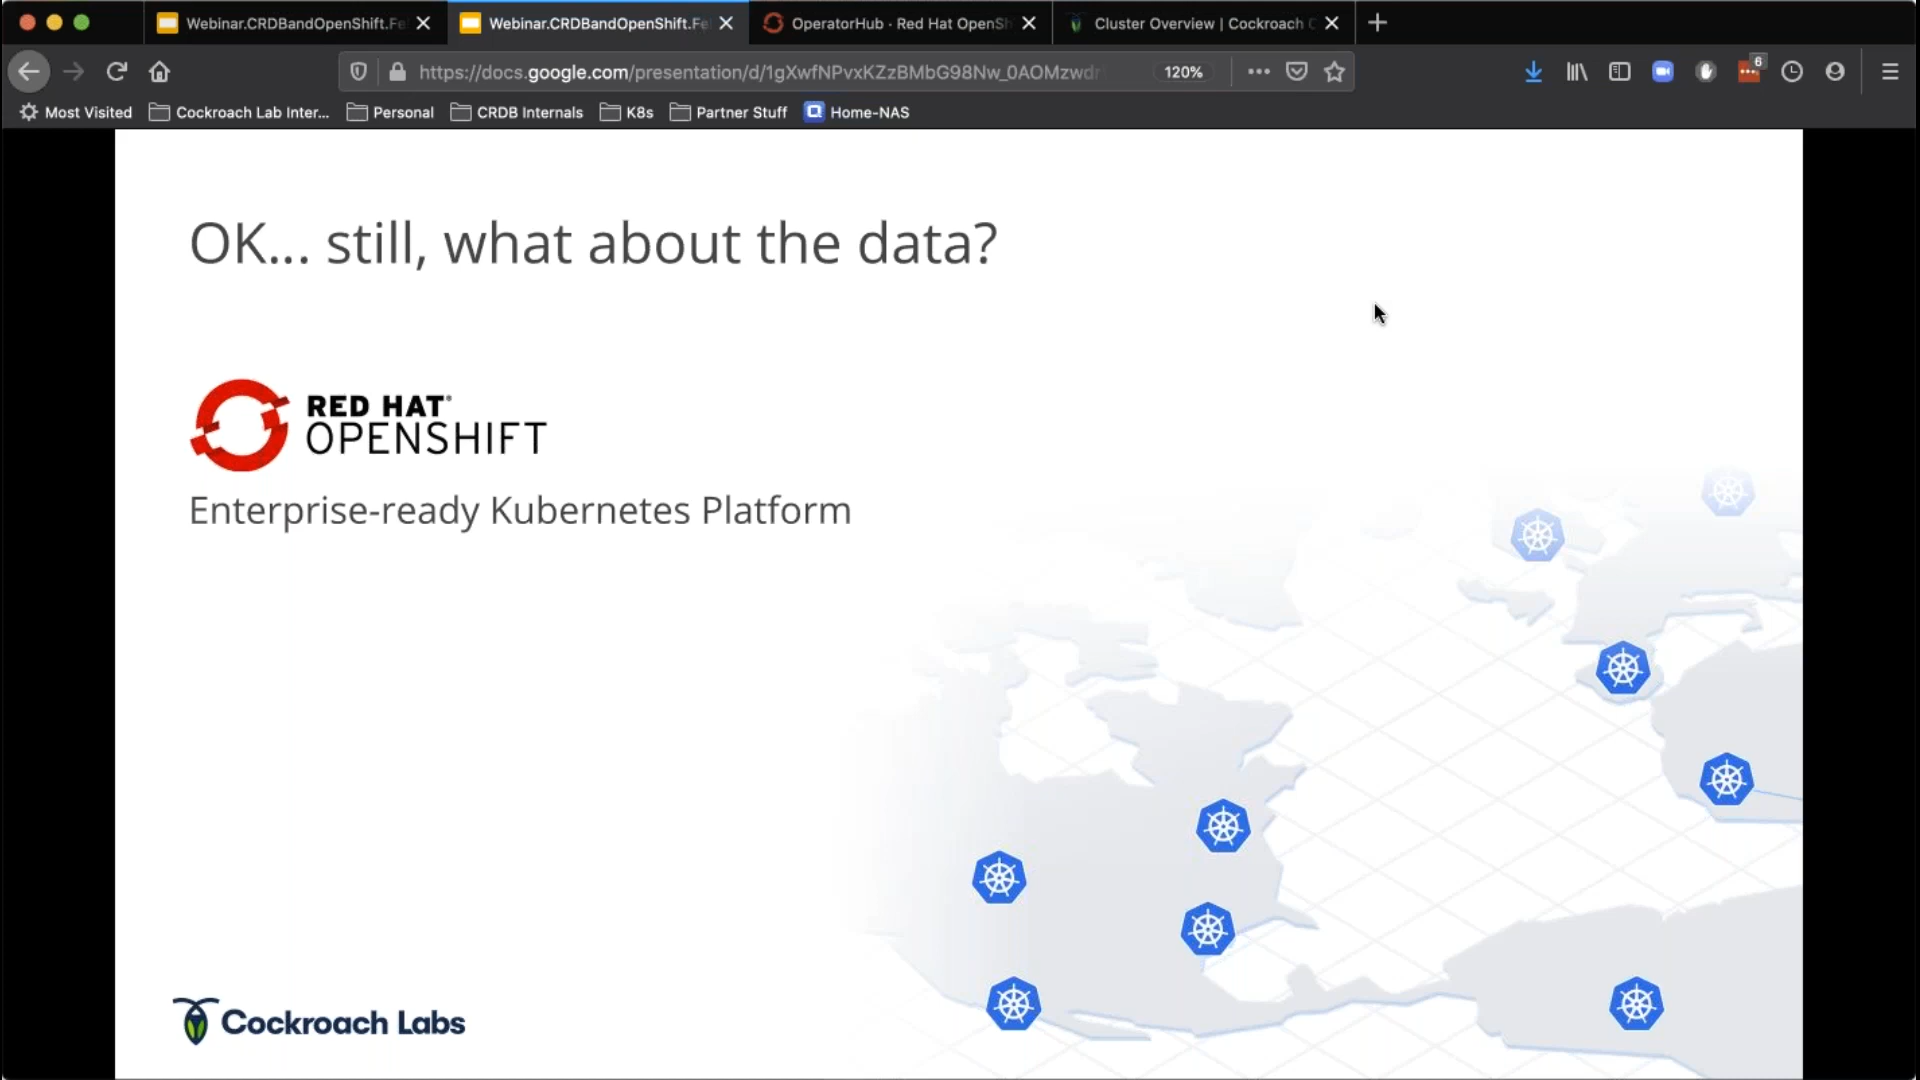 Webinar.CRDBandOpenShift.Fe
Webinar.CRDBandOpenShift.Fe
OperatorHub · Red Hat OpenSh
Cluster Overview | Cockroach C
https://docs.google.com/presentation/d/1gXwfNPvxKZzBMbG98Nw_0AOMzwdr
120%
6
Most Visited
Cockroach Lab Inter...
Personal
CRDB Internals
K8s
Partner Stuff
Home-NAS
OK... still, what about the data?
RED HAT®
OPENSHIFT
Enterprise-ready Kubernetes Platform
Cockroach Labs